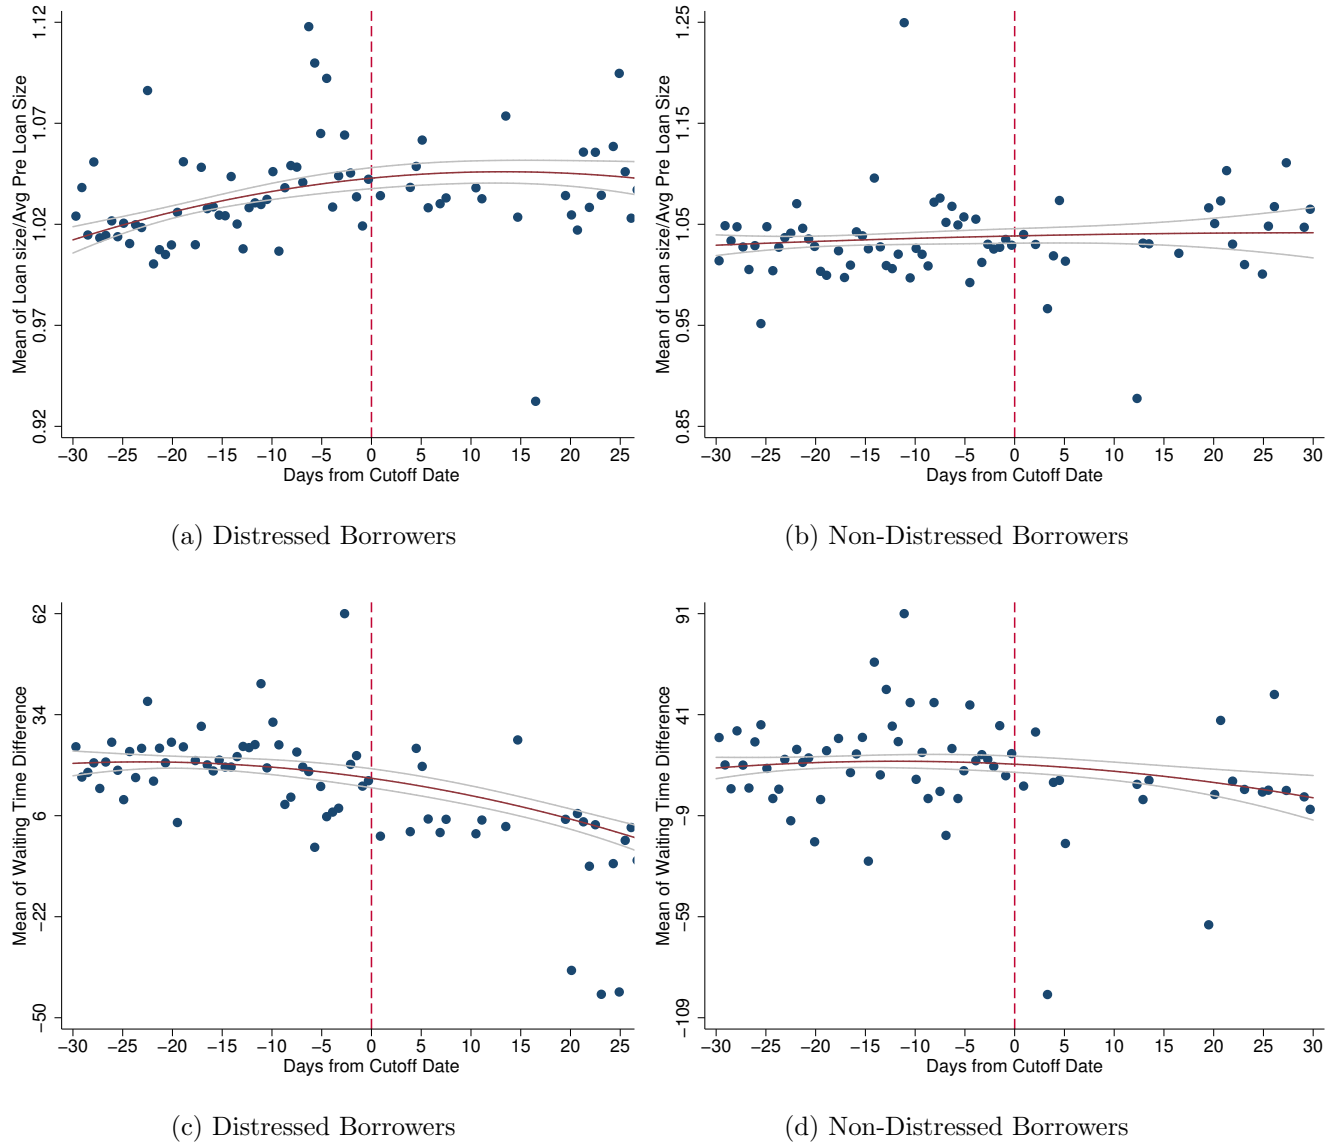 Mean of Loan size/Avg Pre Loan Size
1.12
1.07
1.02
0.97
0.92
−30 −25 −20 −15 −10 −5 0 5 10 15 20 25
Days from Cutoff Date
(a) Distressed Borrowers
Mean of Loan size/Avg Pre Loan Size
1.25
1.15
1.05
0.95
0.85
−30 −25 −20 −15 −10 −5 0 5 10 15 20 25 30
Days from Cutoff Date
(b) Non-Distressed Borrowers
Mean of Waiting Time Difference
62
34
6
−22
−50
−30 −25 −20 −15 −10 −5 0 5 10 15 20 25
Days from Cutoff Date
(c) Distressed Borrowers
Mean of Waiting Time Difference
91
41
−9
−59
−109
−30 −25 −20 −15 −10 −5 0 5 10 15 20 25 30
Days from Cutoff Date
(d) Non-Distressed Borrowers